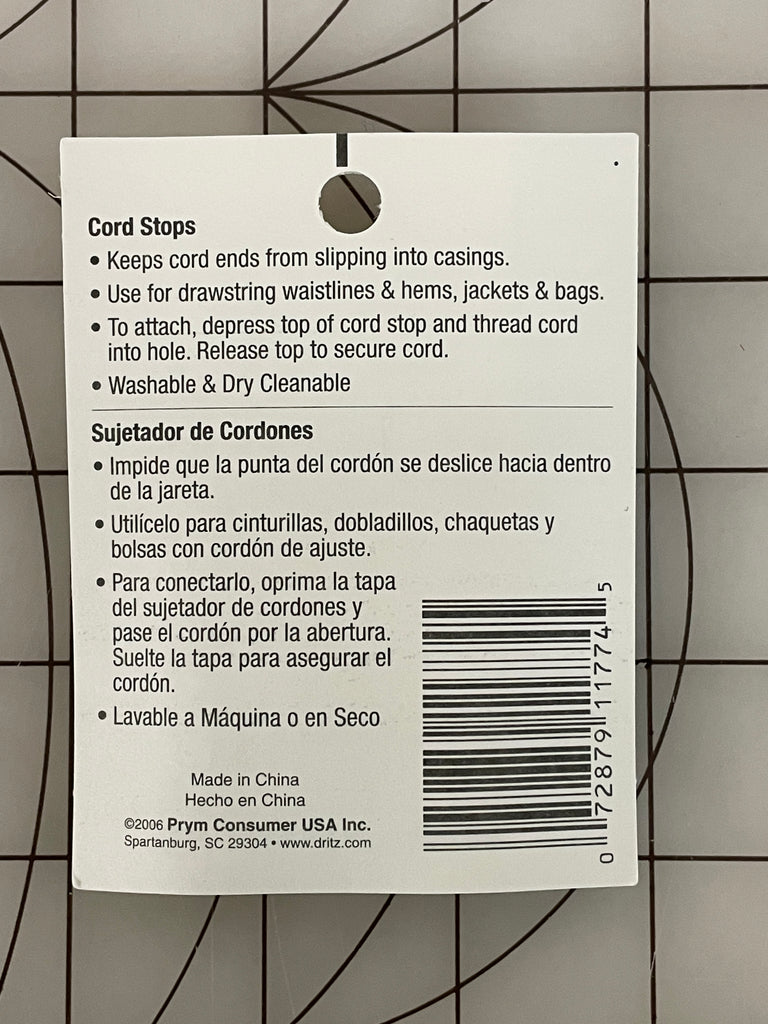 Cord Stops
• Keeps cord ends from slipping into casings.
• Use for drawstring waistlines & hems, jackets & bags.
• To attach, depress top of cord stop and thread cord
into hole. Release top to secure cord.
• Washable & Dry Cleanable
Sujetador de Cordones
• Impide que la punta del cordón se deslice hacia dentro
de la jareta.
• Utilícelo para cinturillas, dobladillos, chaquetas y
bolsas con cordón de ajuste.
• Para conectarlo, oprima la tapa
del sujetador de cordones y
pase el cordón por la abertura.
Suelte la tapa para asegurar el
cordón.
• Lavable a Máquina o en Seco
Made in China
Hecho en China
©2006 Prym Consumer USA Inc.
Spartanburg, SC 29304 • www.dritz.com
0 72879 11774 5